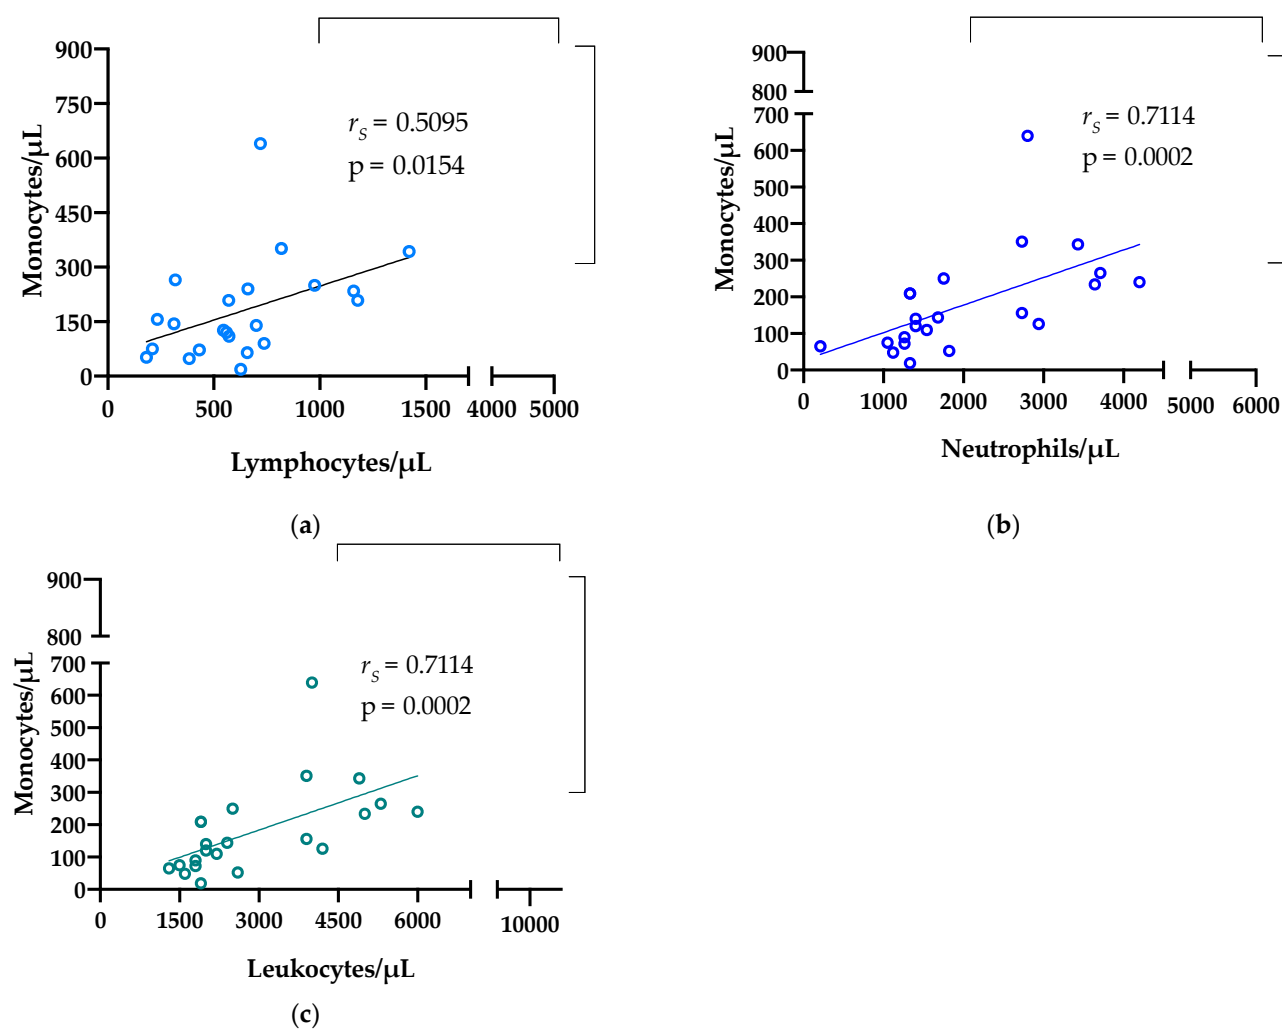 900
750
600
450
300
150
0
Monocytes/µL
r_S = 0.5095
p = 0.0154
0 500 1000 1500 4000 5000
Lymphocytes/µL
(a)
900
800
700
600
500
400
300
200
100
0
Monocytes/µL
r_S = 0.7114
p = 0.0002
0 1000 2000 3000 4000 5000 6000
Neutrophils/µL
(b)
900
800
700
600
500
400
300
200
100
0
Monocytes/µL
r_S = 0.7114
p = 0.0002
0 1500 3000 4500 6000 10000
Leukocytes/µL
(c)